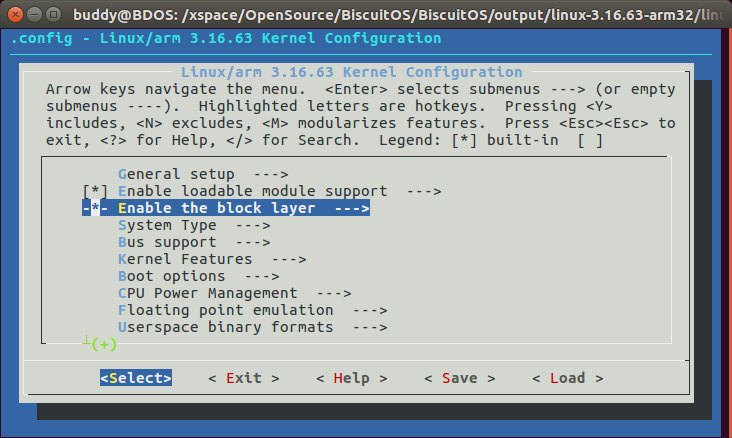 buddy@BDOS: /xspace/OpenSource/BiscuitOS/BiscuitOS/output/linux-3.16.63-arm32/linu
.config - Linux/arm 3.16.63 Kernel Configuration
Linux/arm 3.16.63 Kernel Configuration
Arrow keys navigate the menu.  <Enter> selects submenus ---> (or empty
submenus ----).  Highlighted letters are hotkeys.  Pressing <Y>
includes, <N> excludes, <M> modularizes features.  Press <Esc><Esc> to
exit, <?> for Help, </> for Search.  Legend: [*] built-in  [ ]
General setup  --->
[*] Enable loadable module support  --->
-*- Enable the block layer  --->
System Type  --->
Bus support  --->
Kernel Features  --->
Boot options  --->
CPU Power Management  --->
Floating point emulation  --->
Userspace binary formats  --->
(+)
<Select>    < Exit >    < Help >    < Save >    < Load >